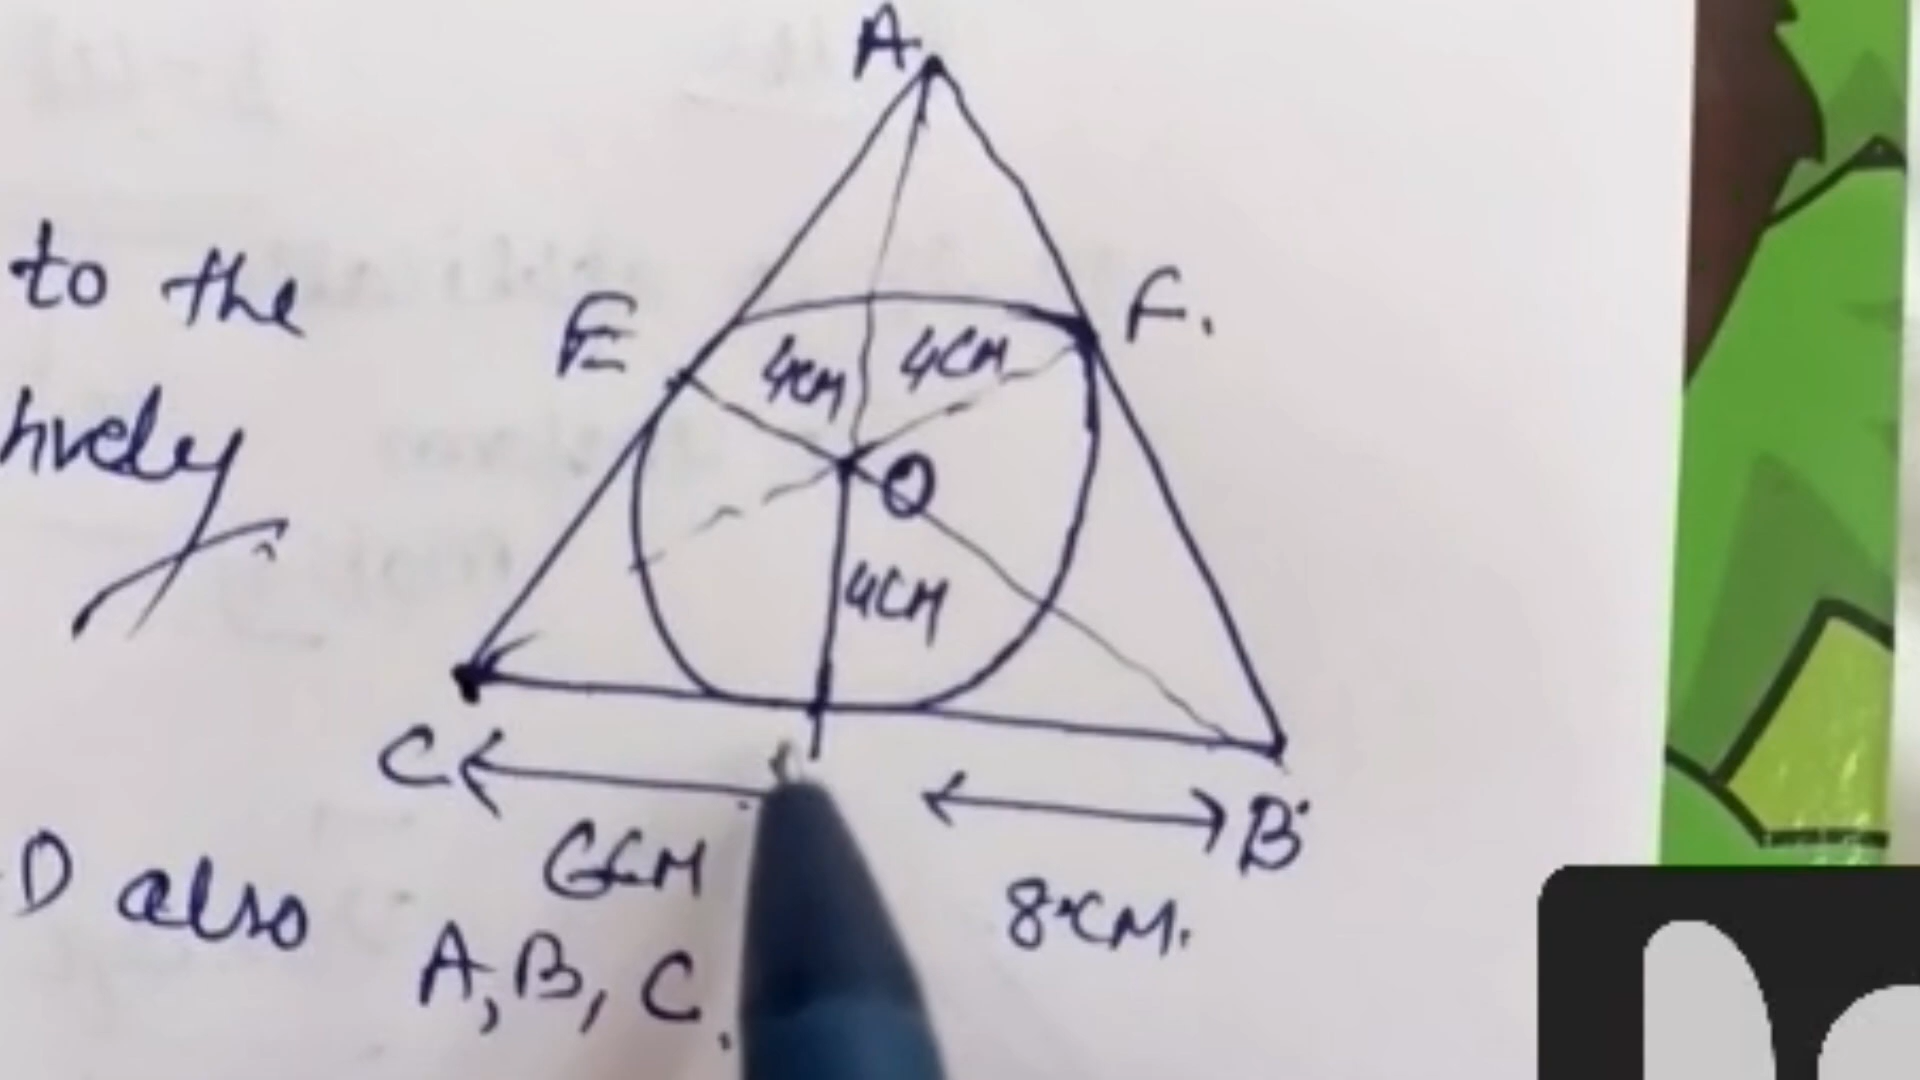 A
to the
E
F.
4CM
4CM
O
4CM
C
B
6CM
8CM.
D also
A, B, C.